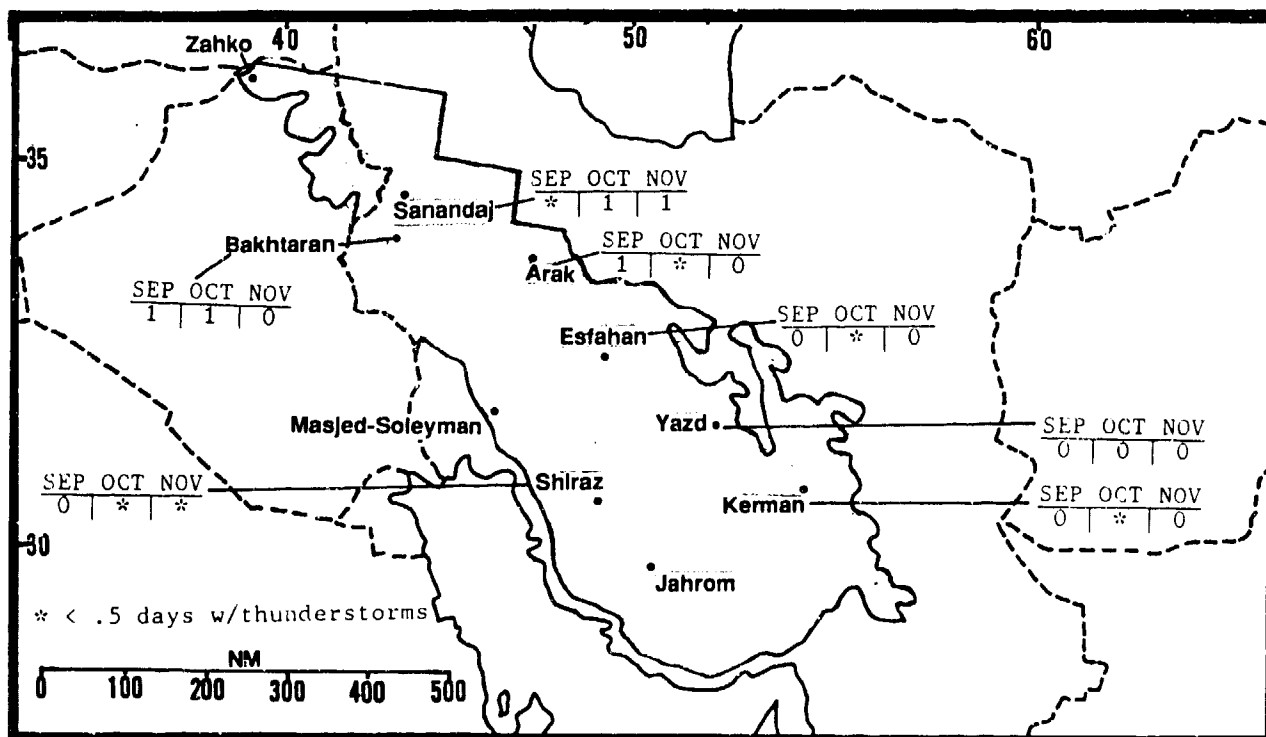 40 50 60
Zahko
35
SEP OCT NOV
* 1 1
Sanandaj
Bakhtaran
SEP OCT NOV
1 * 0
Arak
SEP OCT NOV
1 1 0
SEP OCT NOV
0 * 0
Esfahan
Masjed-Soleyman
Yazd
SEP OCT NOV
0 0 0
SEP OCT NOV
0 * *
Shiraz
Kerman
SEP OCT NOV
0 * 0
30
Jahrom
* < .5 days w/thunderstorms
NM
0 100 200 300 400 500